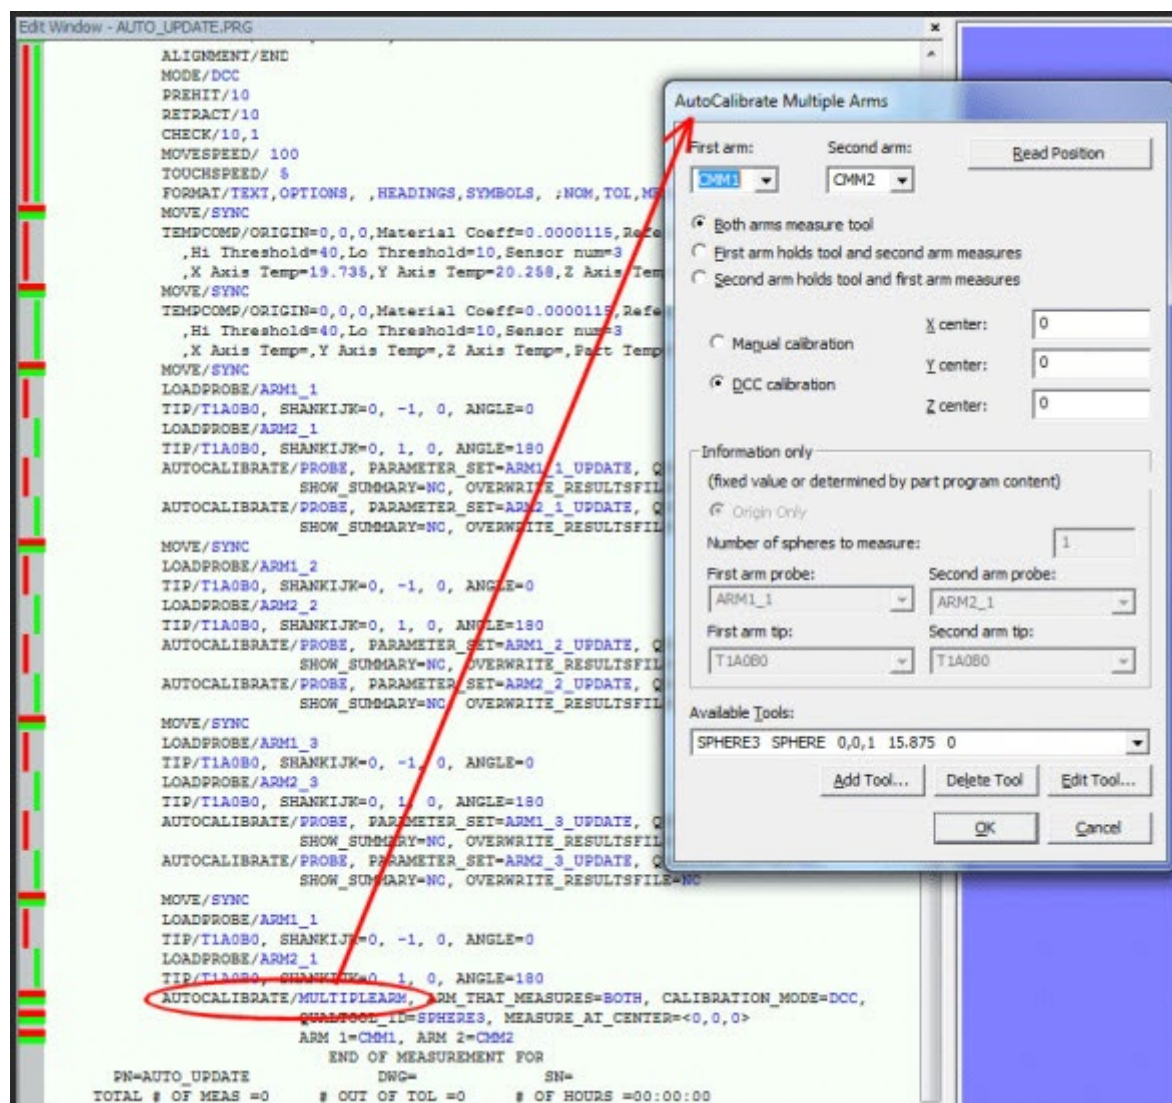 Edit Window - AUTO_UPDATE.PRG
ALIGNMENT/END
MODE/DCC
PREHIT/10
RETRACT/10
CHECK/10,1
MOVESPEED/ 100
TOUCHSPEED/ 5
FORMAT/TEXT,OPTIONS, ,HEADINGS,SYMBOLS, ;NOM,TOL,
MOVE/SYNC
TEMPCOMP/ORIGIN=0,0,0,Material Coeff=0.0000115,Refe
,Hi Threshold=40,Lo Threshold=10,Sensor num=3
,X Axis Temp=19.735,Y Axis Temp=20.258,Z Axis Tem
MOVE/SYNC
TEMPCOMP/ORIGIN=0,0,0,Material Coeff=0.0000115,Refe
,Hi Threshold=40,Lo Threshold=10,Sensor num=3
,X Axis Temp=,Y Axis Temp=,Z Axis Temp=,Part Temp
MOVE/SYNC
LOADPROBE/ARM1_1
TIP/T1A0B0, SHANKIJK=0, -1, 0, ANGLE=0
LOADPROBE/ARM2_1
TIP/T1A0B0, SHANKIJK=0, 1, 0, ANGLE=180
AUTOCALIBRATE/PROBE, PARAMETER_SET=ARM1_1_UPDATE, Q
SHOW_SUMMARY=NO, OVERWRITE_RESULTSFIL
AUTOCALIBRATE/PROBE, PARAMETER_SET=ARM2_1_UPDATE, Q
SHOW_SUMMARY=NO, OVERWRITE_RESULTSFIL
MOVE/SYNC
LOADPROBE/ARM1_2
TIP/T1A0B0, SHANKIJK=0, -1, 0, ANGLE=0
LOADPROBE/ARM2_2
TIP/T1A0B0, SHANKIJK=0, 1, 0, ANGLE=180
AUTOCALIBRATE/PROBE, PARAMETER_SET=ARM1_2_UPDATE, Q
SHOW_SUMMARY=NO, OVERWRITE_RESULTSFIL
AUTOCALIBRATE/PROBE, PARAMETER_SET=ARM2_2_UPDATE, Q
SHOW_SUMMARY=NO, OVERWRITE_RESULTSFIL
MOVE/SYNC
LOADPROBE/ARM1_3
TIP/T1A0B0, SHANKIJK=0, -1, 0, ANGLE=0
LOADPROBE/ARM2_3
TIP/T1A0B0, SHANKIJK=0, 1, 0, ANGLE=180
AUTOCALIBRATE/PROBE, PARAMETER_SET=ARM1_3_UPDATE, Q
SHOW_SUMMARY=NO, OVERWRITE_RESULTSFIL
AUTOCALIBRATE/PROBE, PARAMETER_SET=ARM2_3_UPDATE, Q
SHOW_SUMMARY=NO, OVERWRITE_RESULTSFILE=NO
MOVE/SYNC
LOADPROBE/ARM1_1
TIP/T1A0B0, SHANKIJK=0, -1, 0, ANGLE=0
LOADPROBE/ARM2_1
TIP/T1A0B0, SHANKIJK=0, 1, 0, ANGLE=180
AUTOCALIBRATE/MULTIPLEARM, ARM_THAT_MEASURES=BOTH, CALIBRATION_MODE=DCC,
QUALTOOL_ID=SPHERE3, MEASURE_AT_CENTER=<0,0,0>
ARM 1=CMM1, ARM 2=CMM2
END OF MEASUREMENT FOR
PN=AUTO_UPDATE DWG= SN=
TOTAL # OF MEAS =0 # OUT OF TOL =0 # OF HOURS =00:00:00
AutoCalibrate Multiple Arms
First arm: Second arm:
CMM1 CMM2 Read Position
Both arms measure tool
First arm holds tool and second arm measures
Second arm holds tool and first arm measures
Manual calibration
DCC calibration
X center: 0
Y center: 0
Z center: 0
Information only
(fixed value or determined by part program content)
Origin Only
Number of spheres to measure: 1
First arm probe: Second arm probe:
ARM1_1 ARM2_1
First arm tip: Second arm tip:
T1A0B0 T1A0B0
Available Tools:
SPHERE3 SPHERE 0,0,1 15.875 0
Add Tool... Delete Tool Edit Tool...
OK Cancel